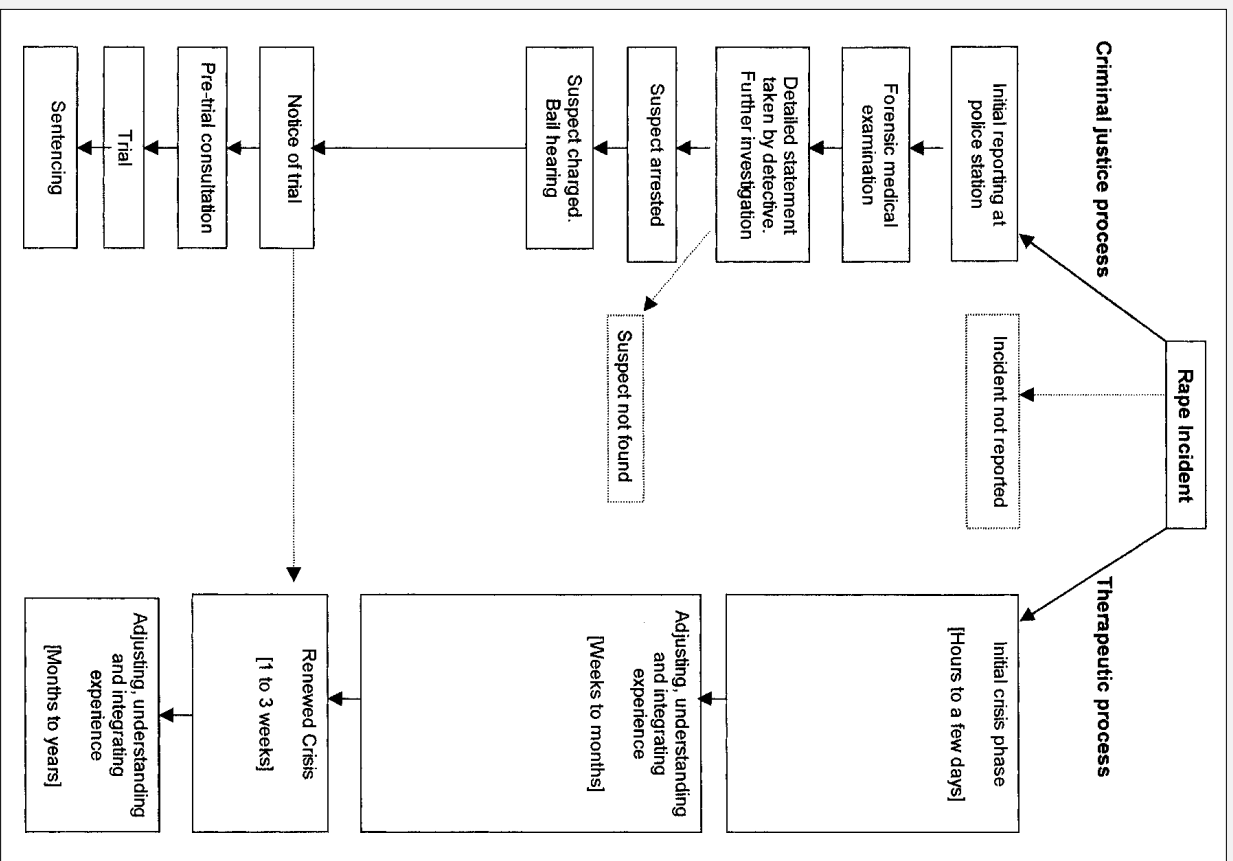 Rape Incident
Criminal justice process
Therapeutic process
Initial reporting at
police station
Incident not reported
Initial crisis phase
[Hours to a few days]
Forensic medical
examination
Detailed statement
taken by detective.
Further investigation
Suspect arrested
Suspect not found
Adjusting, understanding
and integrating
experience
[Weeks to months]
Suspect charged.
Bail hearing
Notice of trial
Renewed Crisis
[1 to 3 weeks]
Pre-trial consultation
Trial
Adjusting, understanding
and integrating
experience
[Months to years]
Sentencing